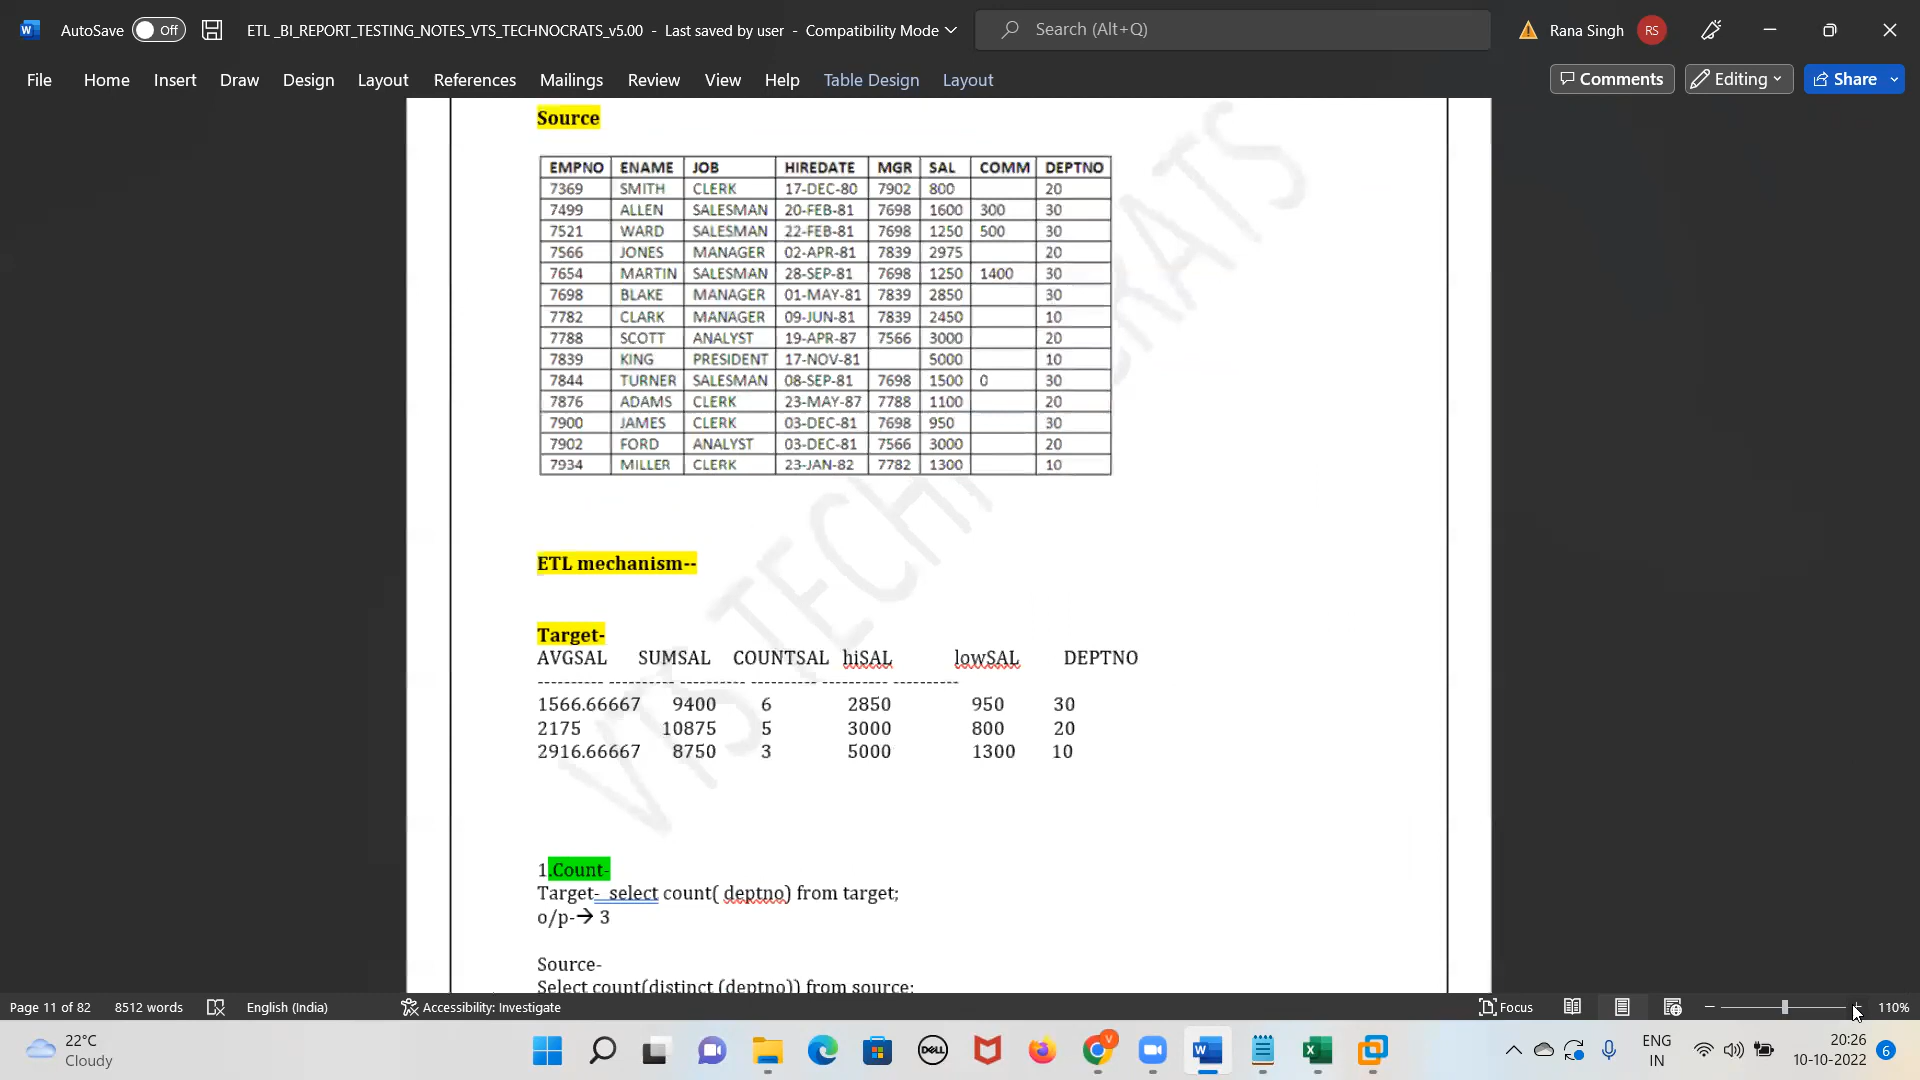 AutoSave Off ETL _BI_REPORT_TESTING_NOTES_VTS_TECHNOCRATS_v5.00 - Last saved by user - Compatibility Mode Search (Alt+Q) Rana Singh RS
File Home Insert Draw Design Layout References Mailings Review View Help Table Design Layout Comments Editing Share
Source
EMPNO ENAME JOB HIREDATE MGR SAL COMM DEPTNO
7369 SMITH CLERK 17-DEC-80 7902 800 20
7499 ALLEN SALESMAN 20-FEB-81 7698 1600 300 30
7521 WARD SALESMAN 22-FEB-81 7698 1250 500 30
7566 JONES MANAGER 02-APR-81 7839 2975 20
7654 MARTIN SALESMAN 28-SEP-81 7698 1250 1400 30
7698 BLAKE MANAGER 01-MAY-81 7839 2850 30
7782 CLARK MANAGER 09-JUN-81 7839 2450 10
7788 SCOTT ANALYST 19-APR-87 7566 3000 20
7839 KING PRESIDENT 17-NOV-81 5000 10
7844 TURNER SALESMAN 08-SEP-81 7698 1500 0 30
7876 ADAMS CLERK 23-MAY-87 7788 1100 20
7900 JAMES CLERK 03-DEC-81 7698 950 30
7902 FORD ANALYST 03-DEC-81 7566 3000 20
7934 MILLER CLERK 23-JAN-82 7782 1300 10
ETL mechanism--
Target-
AVGSAL SUMSAL COUNTSAL hiSAL lowSAL DEPTNO
---------- ---------- ---------- ---------- ---------- ----------
1566.66667 9400 6 2850 950 30
2175 10875 5 3000 800 20
2916.66667 8750 3 5000 1300 10
1.Count-
Target- select count( deptno) from target;
o/p-→ 3
Source-
Select count(distinct (deptno)) from source;
VTS TECHNOCRATS
Page 11 of 82 8512 words English (India) Accessibility: Investigate Focus 110%
22°C
Cloudy
DELL
V
ENG
IN
20:26
10-10-2022
6